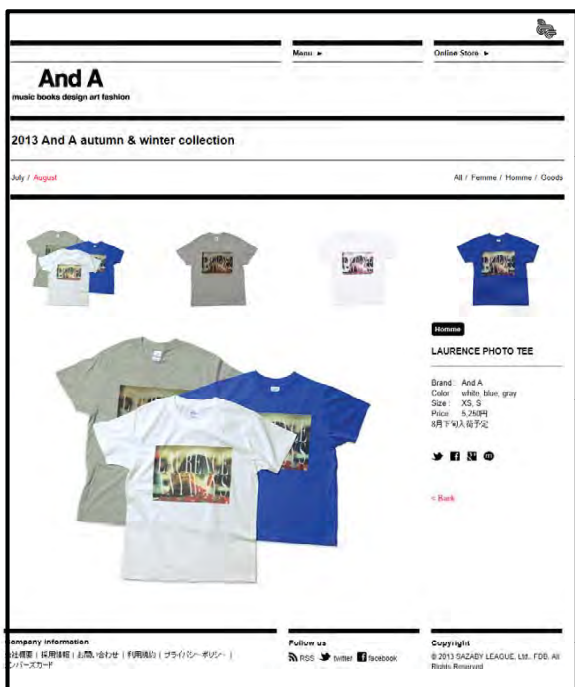 Menu ►
Online Store ►
And A
music books design art fashion
2013 And A autumn & winter collection
July / August
All / Femme / Homme / Goods
Homme
LAURENCE PHOTO TEE
Brand : And A
Color : white, blue, gray
Size : XS, S
Price : 5,250円
8月下旬入荷予定
< Back
Company information
会社概要 | 採用情報 | お問い合わせ | 利用規約 | プライバシーポリシー |
メンバーズカード
Follow us
RSS twitter facebook
Copyright
© 2013 SAZABY LEAGUE, Ltd., FDB, All
Rights Reserved